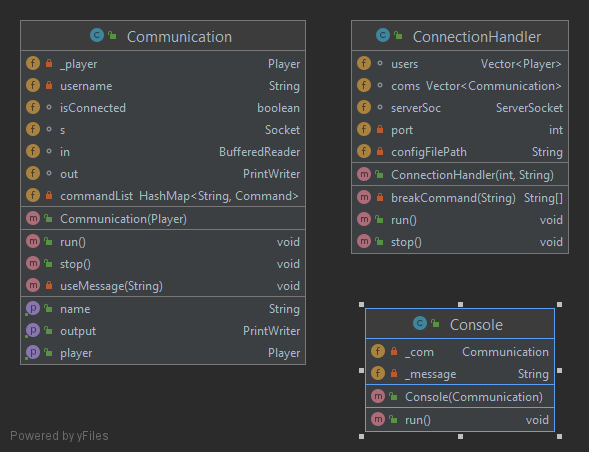 Communication
_player Player
username String
isConnected boolean
s Socket
in BufferedReader
out PrintWriter
commandList HashMap<String, Command>
Communication(Player)
run() void
stop() void
useMessage(String) void
name String
output PrintWriter
player Player
ConnectionHandler
users Vector<Player>
coms Vector<Communication>
serverSoc ServerSocket
port int
configFilePath String
ConnectionHandler(int, String)
breakCommand(String) String[]
run() void
stop() void
Console
_com Communication
_message String
Console(Communication)
run() void
Powered by yFiles